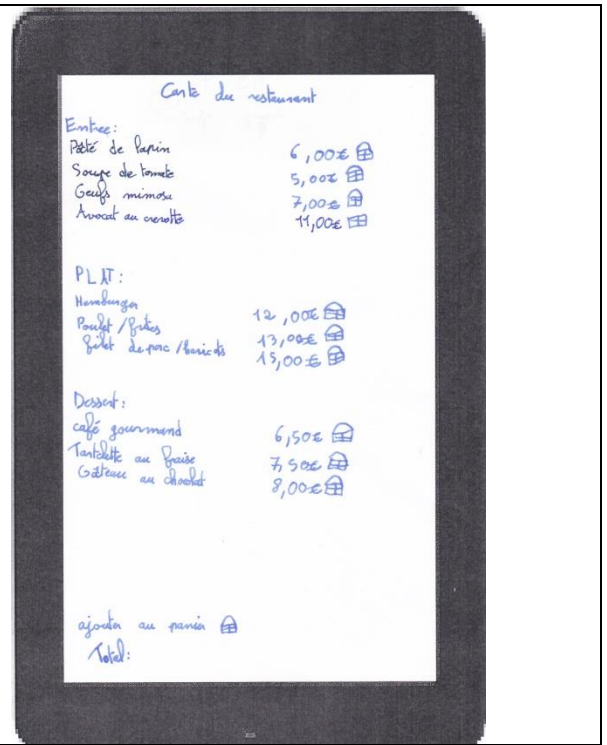 Carte du restaurant
Entree:
Pâté de lapin 6,00€
Soupe de tomate 5,00€
Oeufs mimosa 7,00€
Avocat au crevette 11,00€
PLAT:
Hamburger 12,00€
Poulet/frites 13,00€
filet de porc/haricots 15,00€
Dessert:
café gourmand 6,50€
Tartelette au fraise 7,50€
Gâteau au chocolat 8,00€
ajouter au panier
Total: